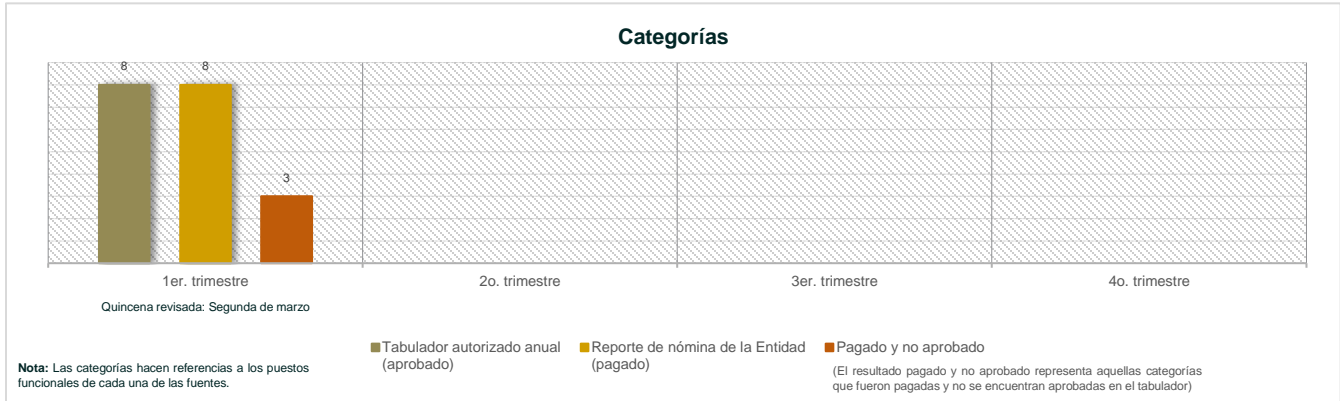 Categorías
8
8
3
1er. trimestre
2o. trimestre
3er. trimestre
4o. trimestre
Quincena revisada: Segunda de marzo
Tabulador autorizado anual
(aprobado)
Reporte de nómina de la Entidad
(pagado)
Pagado y no aprobado
(El resultado pagado y no aprobado representa aquellas categorías
que fueron pagadas y no se encuentran aprobadas en el tabulador)
Nota: Las categorías hacen referencias a los puestos
funcionales de cada una de las fuentes.